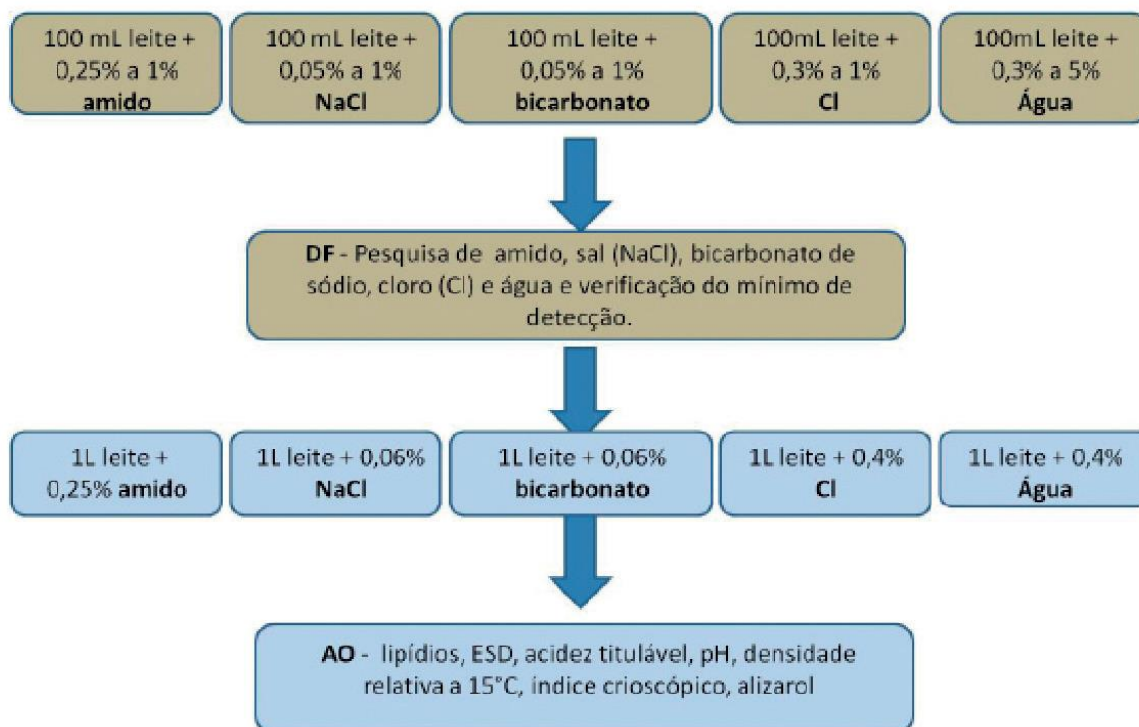 100 mL leite +
0,25% a 1%
amido
100 mL leite +
0,05% a 1%
NaCl
100 mL leite +
0,05% a 1%
bicarbonato
100mL leite +
0,3% a 1%
Cl
100mL leite +
0,3% a 5%
Água
DF - Pesquisa de amido, sal (NaCl), bicarbonato de
sódio, cloro (Cl) e água e verificação do mínimo de
detecção.
1L leite +
0,25% amido
1L leite + 0,06%
NaCl
1L leite + 0,06%
bicarbonato
1L leite + 0,4%
Cl
1L leite + 0,4%
Água
AO - lipídios, ESD, acidez titulável, pH, densidade
relativa a 15°C, índice crioscópico, alizarol